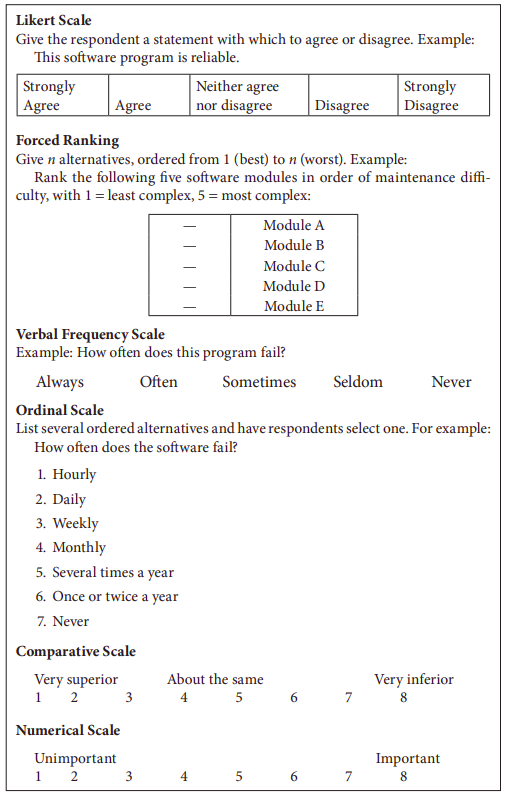 Likert Scale
Give the respondent a statement with which to agree or disagree. Example:
This software program is reliable.
Strongly Agree
Agree
Neither agree nor disagree
Disagree
Strongly Disagree
Forced Ranking
Give n alternatives, ordered from 1 (best) to n (worst). Example:
Rank the following five software modules in order of maintenance diffi-
culty, with 1 = least complex, 5 = most complex:
— Module A
— Module B
— Module C
— Module D
— Module E
Verbal Frequency Scale
Example: How often does this program fail?
Always Often Sometimes Seldom Never
Ordinal Scale
List several ordered alternatives and have respondents select one. For example:
How often does the software fail?
1. Hourly
2. Daily
3. Weekly
4. Monthly
5. Several times a year
6. Once or twice a year
7. Never
Comparative Scale
Very superior About the same Very inferior
1 2 3 4 5 6 7 8
Numerical Scale
Unimportant Important
1 2 3 4 5 6 7 8